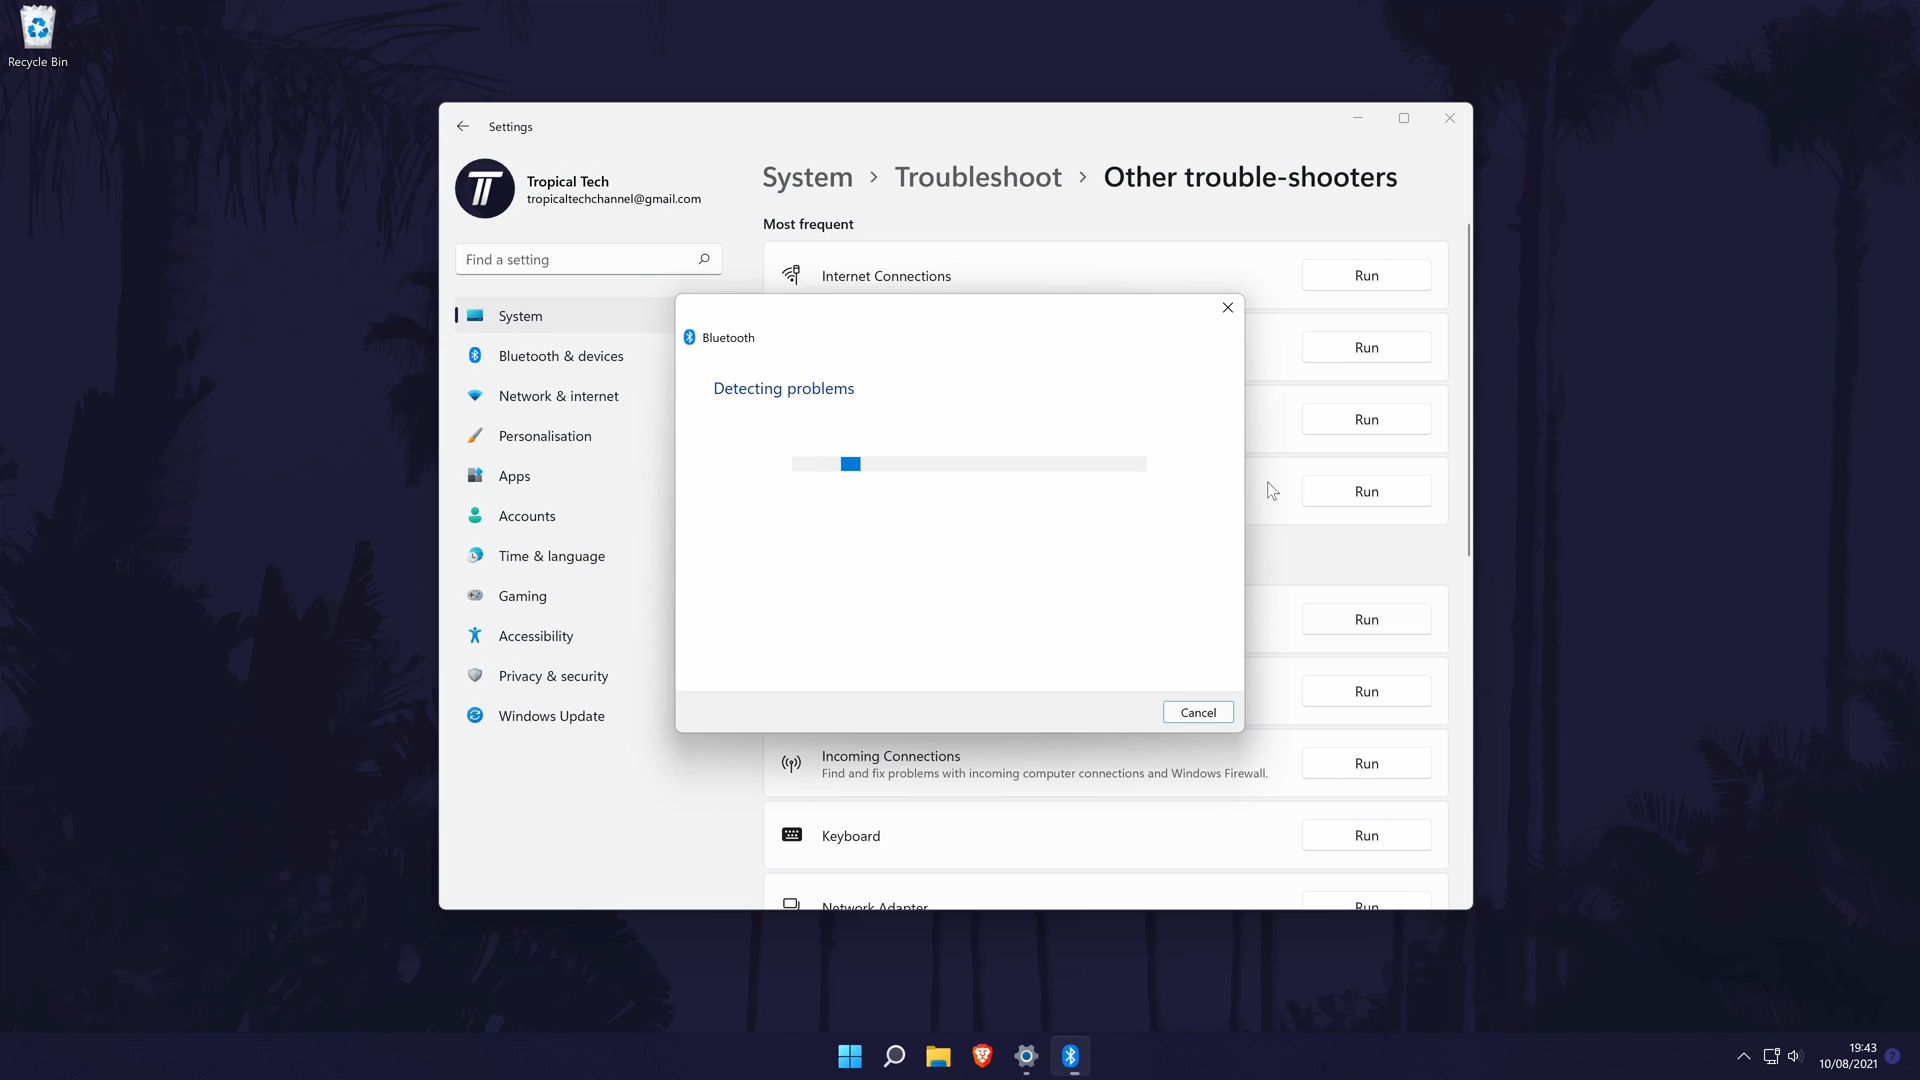 Recycle Bin
Settings
Tropical Tech
tropicaltechchannel@gmail.com
Find a setting
System
Bluetooth & devices
Network & internet
Personalisation
Apps
Accounts
Time & language
Gaming
Accessibility
Privacy & security
Windows Update
System > Troubleshoot > Other trouble-shooters
Most frequent
Internet Connections
Run
Run
Run
Run
Bluetooth
Detecting problems
Cancel
Run
Run
Incoming Connections
Find and fix problems with incoming computer connections and Windows Firewall.
Run
Keyboard
Run
Network Adapter
Run
19:43
10/08/2021
7